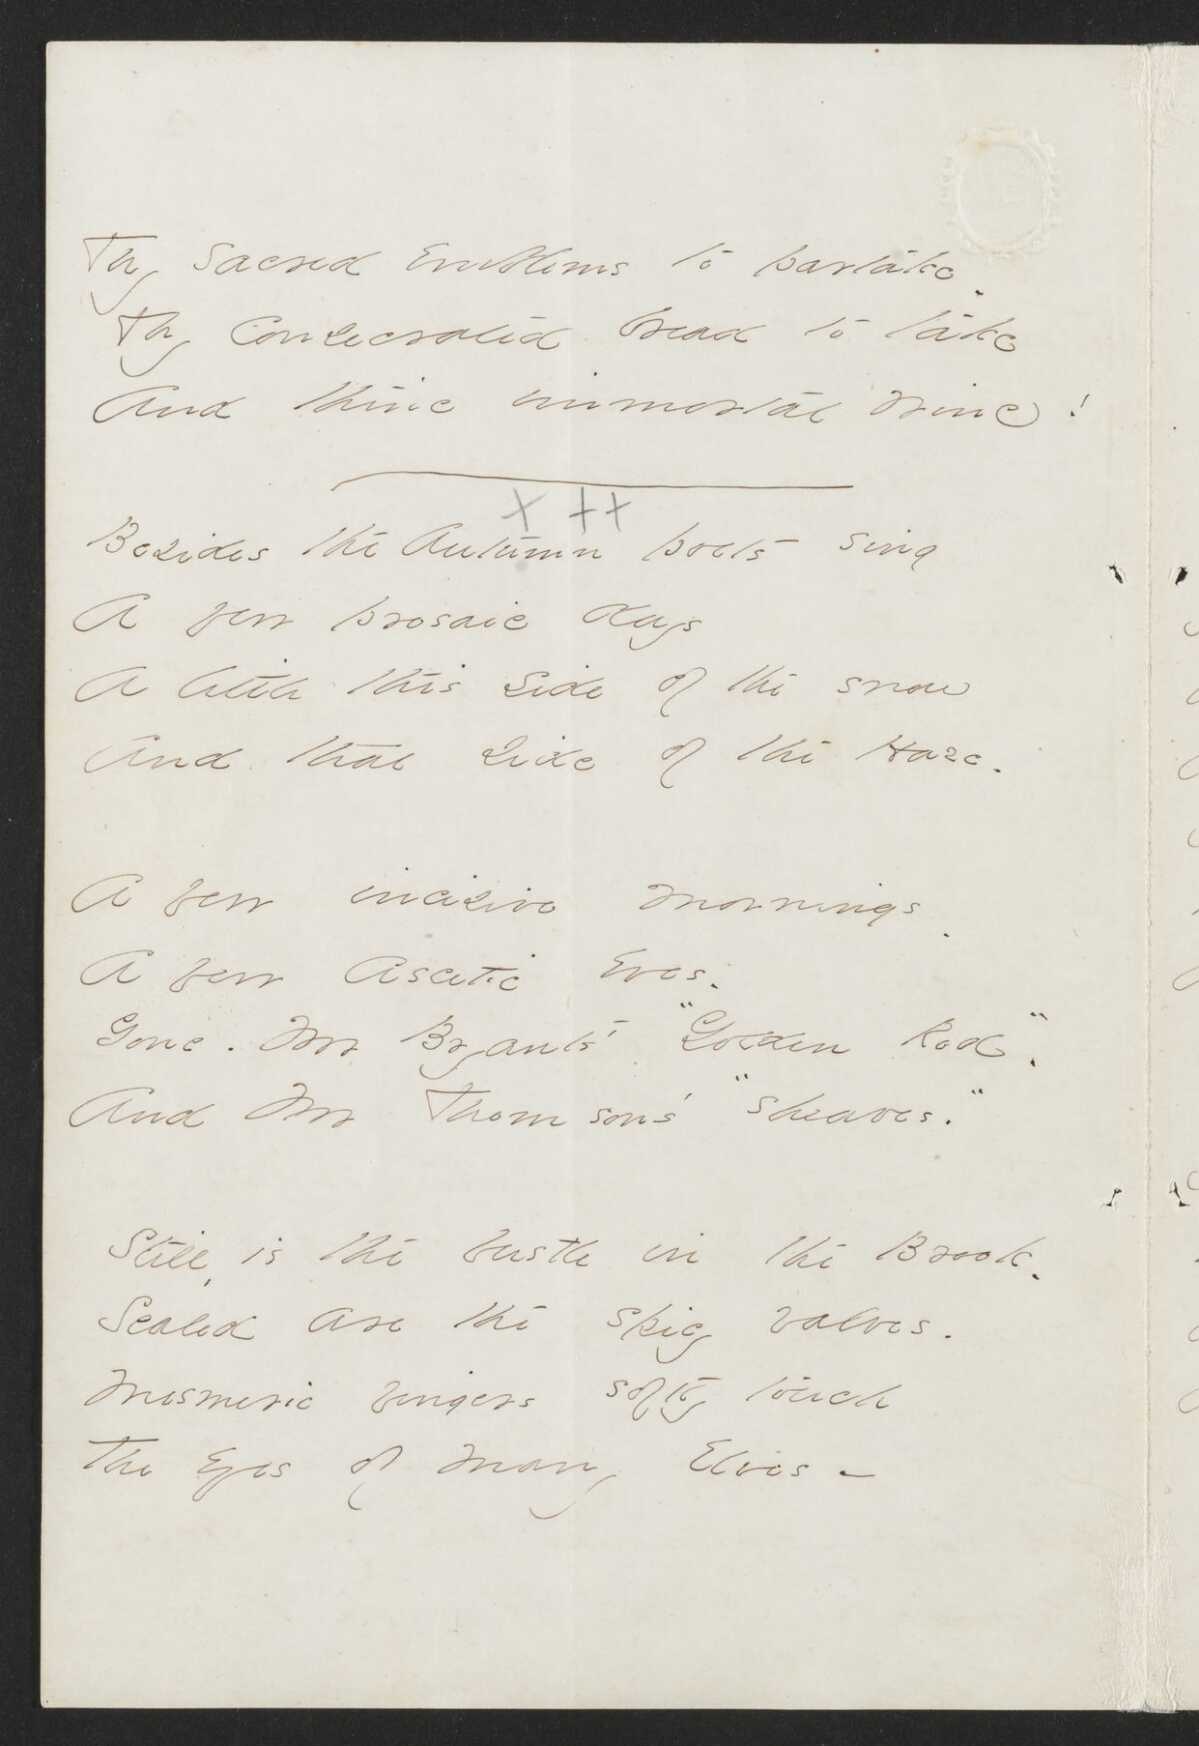 Thy Sacred Emblems to partake.
Thy Consecrated bread to take
And thine immortal wine!
X ++
Besides the Autumn poets sing
A few prosaic days
A little this side of the snow
And that side of the Haze.
A few incisive mornings.
A few Ascetic Eves.
Gone. Mr Bryant's "Golden Rod".
And Mr Thomson's "sheaves."
Still, is the bustle in the Brook.
Sealed are the spicy valves.
Mesmeric fingers softly touch
The Eyes of many Elves –